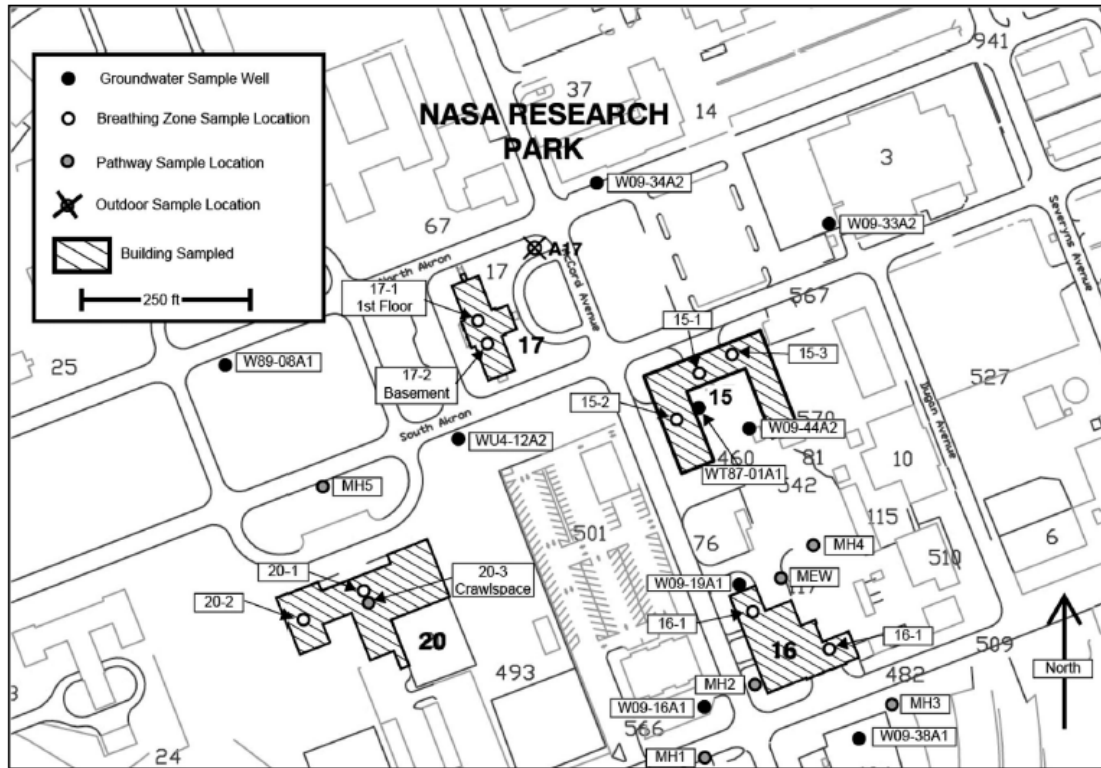 Groundwater Sample Well
Breathing Zone Sample Location
Pathway Sample Location
Outdoor Sample Location
Building Sampled
250 ft
941
37
NASA RESEARCH
PARK
14
3
W09-34A2
W09-33A2
Severyns Avenue
67
North Akron
A17
McCord Avenue
17
17-1
1st Floor
17
17-2
Basement
567
15-1
15-3
25
W89-08A1
527
15-2
15
570
Dugan Avenue
South Akron
WU4-12A2
W09-44A2
460
81
WT87-01A1
10
542
MH5
501
115
76
MH4
510
6
20-1
20-3
Crawlspace
MEW
117
W09-19A1
20-2
16-1
16-1
20
16
509
North
493
MH2
482
W09-16A1
MH3
566
W09-38A1
24
MH1